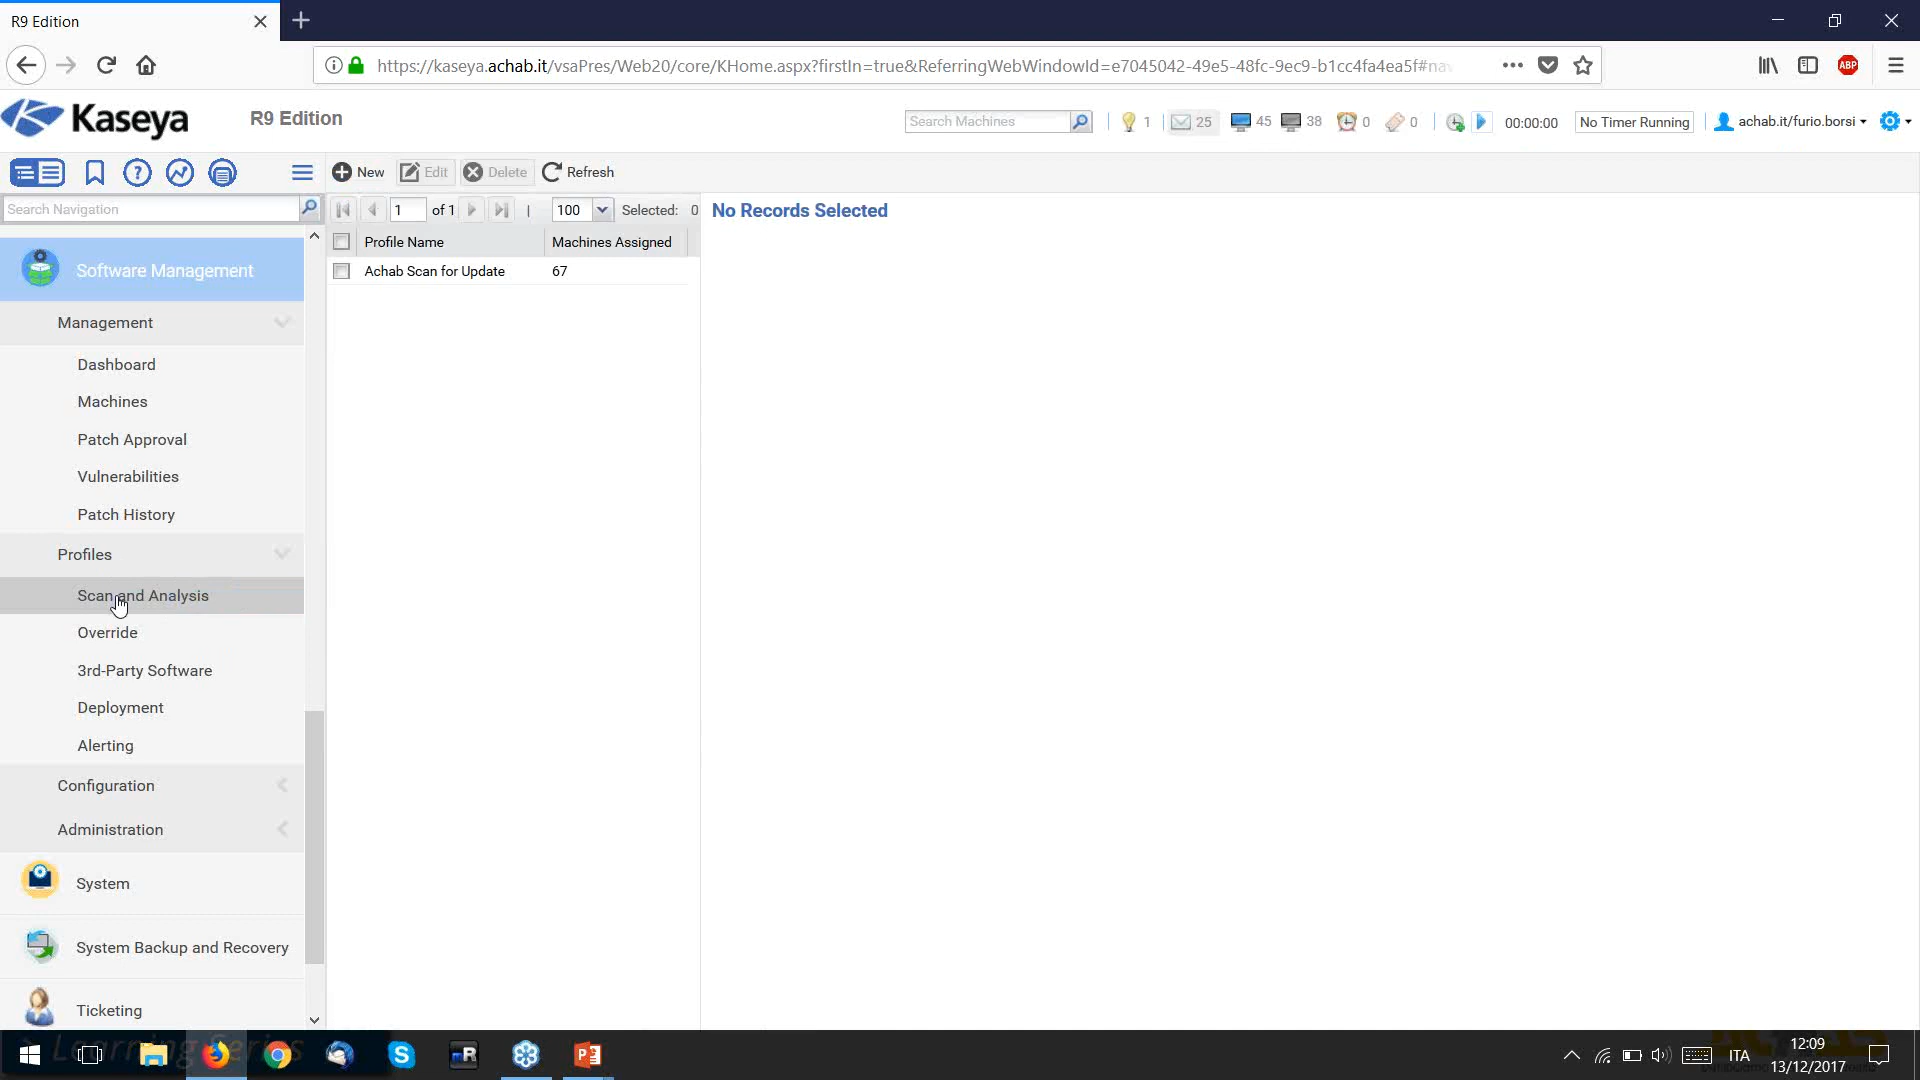 R9 Edition
https://kaseya.achab.it/vsaPres/Web20/core/KHome.aspx?firstIn=true&ReferringWebWindowId=e7045042-49e5-48fc-9ec9-b1cc4fa4ea5f#nav
ABP
Kaseya
R9 Edition
Search Machines
1
25
45
38
0
0
00:00:00
No Timer Running
achab.it/furio.borsi
New
Edit
Delete
Refresh
Search Navigation
1
of 1
|
100
Selected: 0
No Records Selected
Profile Name
Machines Assigned
Achab Scan for Update
67
Software Management
Management
Dashboard
Machines
Patch Approval
Vulnerabilities
Patch History
Profiles
Scan and Analysis
Override
3rd-Party Software
Deployment
Alerting
Configuration
Administration
System
System Backup and Recovery
Ticketing
Learning Series
ITA
12:09
13/12/2017